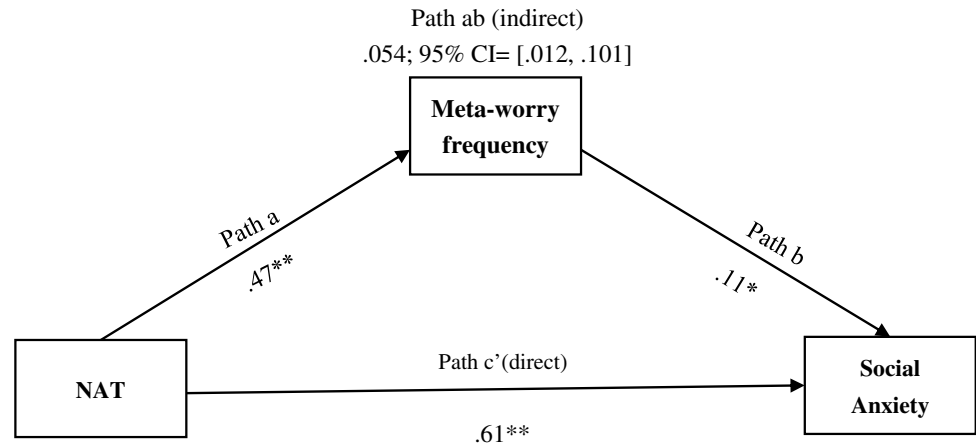 Path ab (indirect)
.054; 95% CI= [.012, .101]
Meta-worry
frequency
Path a
.47**
Path b
.11*
NAT
Path c’(direct)
.61**
Social
Anxiety